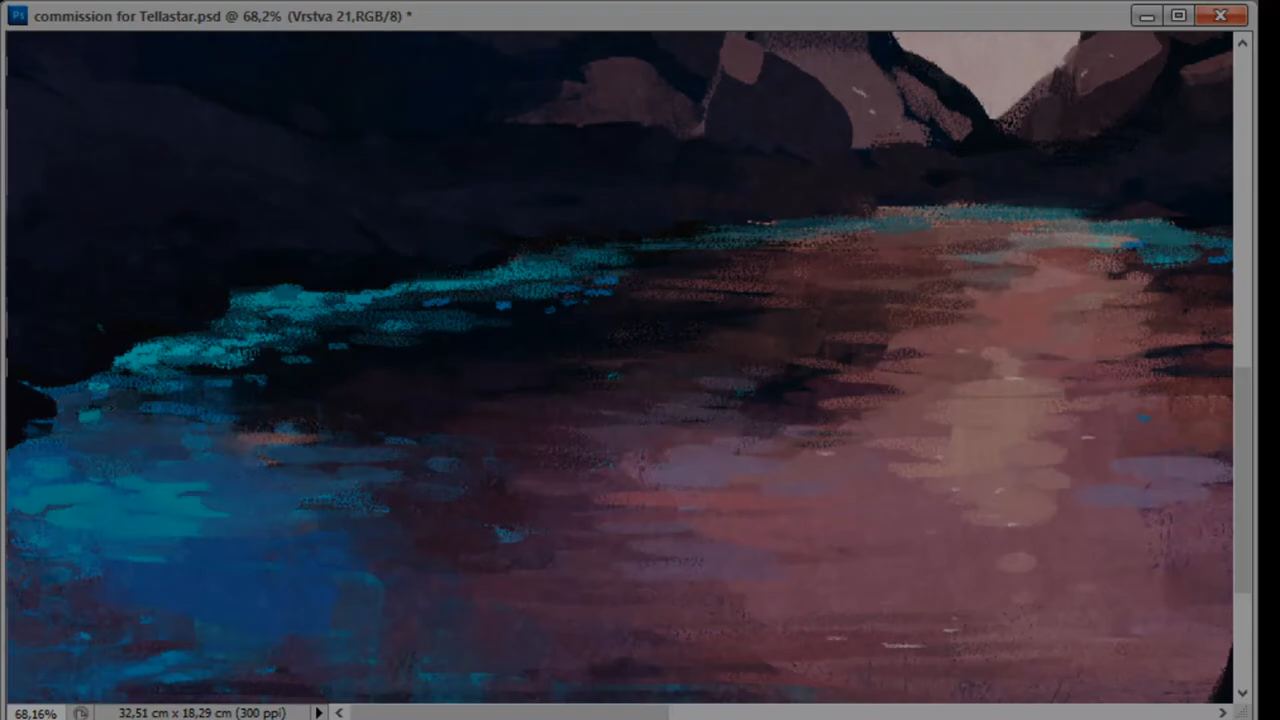 Ps commission for Tellastar.psd @ 68,2% (Vrstva 21,RGB/8) *
68,16% 32,51 cm x 18,29 cm (300 ppi)